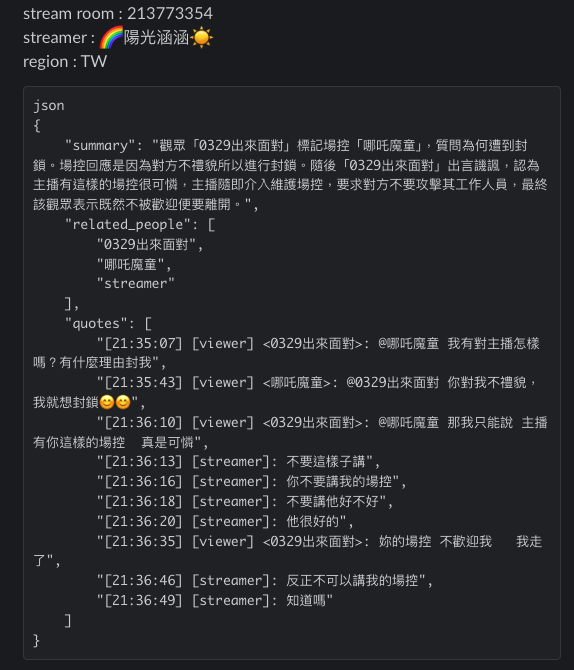 stream room : 213773354
streamer : 🌈陽光涵涵☀️
region : TW
json
{
    "summary": "觀眾「0329出來面對」標記場控「哪吒魔童」，質問為何遭到封
鎖。場控回應是因為對方不禮貌所以進行封鎖。隨後「0329出來面對」出言譏諷，認為
主播有這樣的場控很可憐，主播隨即介入維護場控，要求對方不要攻擊其工作人員，最終
該觀眾表示既然不被歡迎便要離開。",
    "related_people": [
        "0329出來面對",
        "哪吒魔童",
        "streamer"
    ],
    "quotes": [
        "[21:35:07] [viewer] <0329出來面對>: @哪吒魔童 我有對主播怎樣
嗎？有什麼理由封我",
        "[21:35:43] [viewer] <哪吒魔童>: @0329出來面對 你對我不禮貌，
我就想封鎖😊😊",
        "[21:36:10] [viewer] <0329出來面對>: @哪吒魔童 那我只能說 主播
有你這樣的場控  真是可憐",
        "[21:36:13] [streamer]: 不要這樣子講",
        "[21:36:16] [streamer]: 你不要講我的場控",
        "[21:36:18] [streamer]: 不要講他好不好",
        "[21:36:20] [streamer]: 他很好的",
        "[21:36:35] [viewer] <0329出來面對>: 妳的場控 不歡迎我   我走
了",
        "[21:36:46] [streamer]: 反正不可以講我的場控",
        "[21:36:49] [streamer]: 知道嗎"
    ]
}